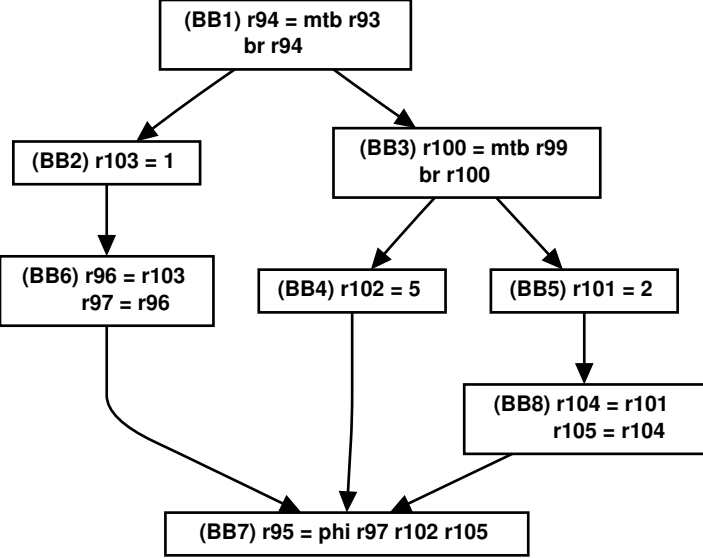 (BB1) r94 = mtb r93
br r94
(BB2) r103 = 1
(BB3) r100 = mtb r99
br r100
(BB6) r96 = r103
r97 = r96
(BB4) r102 = 5
(BB5) r101 = 2
(BB8) r104 = r101
r105 = r104
(BB7) r95 = phi r97 r102 r105